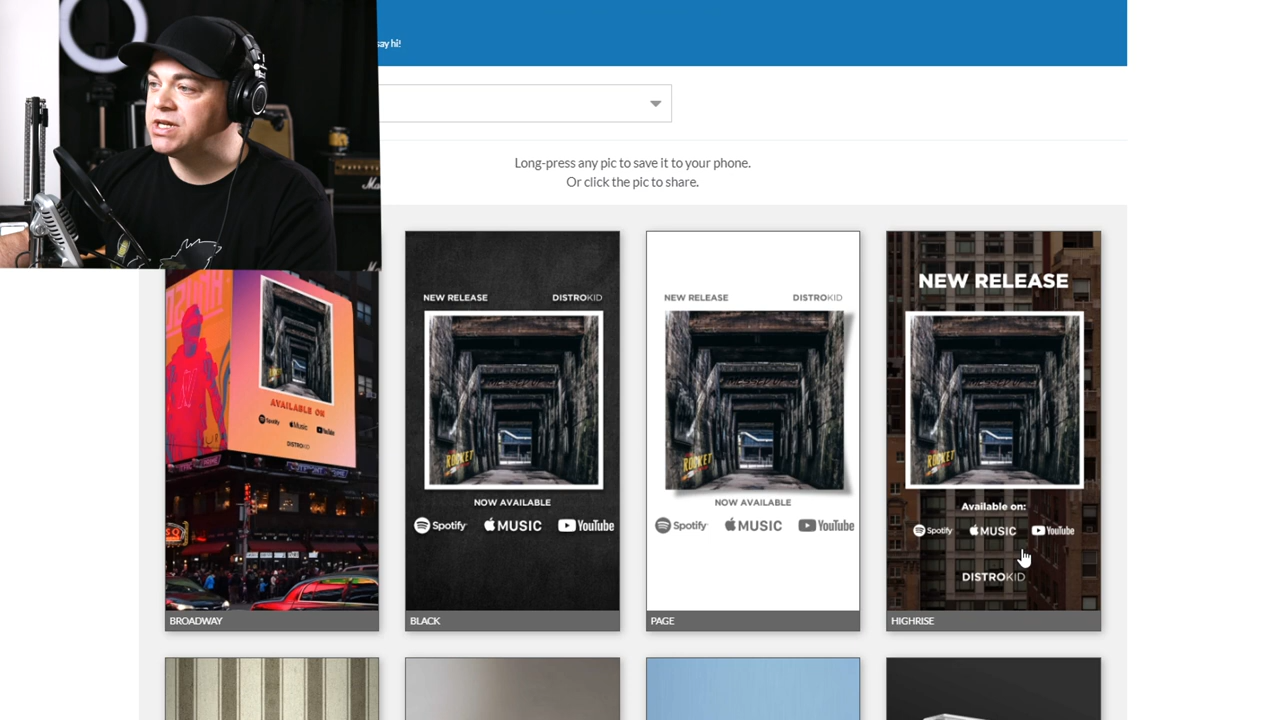 say hi!
Long-press any pic to save it to your phone.
Or click the pic to share.
AVAILABLE ON
Spotify MUSIC YouTube
DISTROKID
BROADWAY
NEW RELEASE DISTROKID
ROCKET
NOW AVAILABLE
Spotify MUSIC YouTube
BLACK
NEW RELEASE DISTROKID
ROCKET
NOW AVAILABLE
Spotify MUSIC YouTube
PAGE
NEW RELEASE
ROCKET
Available on:
Spotify MUSIC YouTube
DISTROKID
HIGHRISE